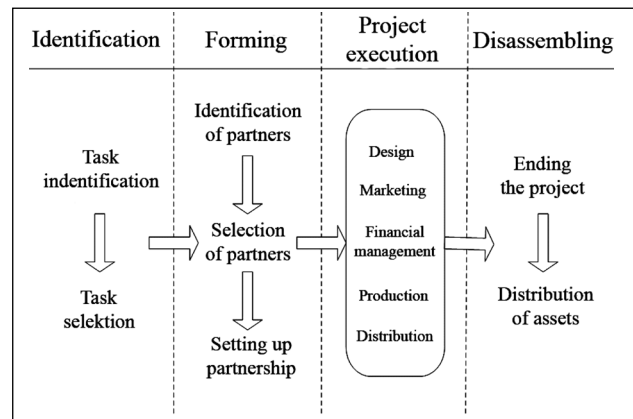 Identification
Forming
Project
execution
Disassembling
Task
indentification
Task
selektion
Identification
of partners
Selection
of partners
Setting up
partnership
Design
Marketing
Financial
management
Production
Distribution
Ending
the project
Distribution
of assets